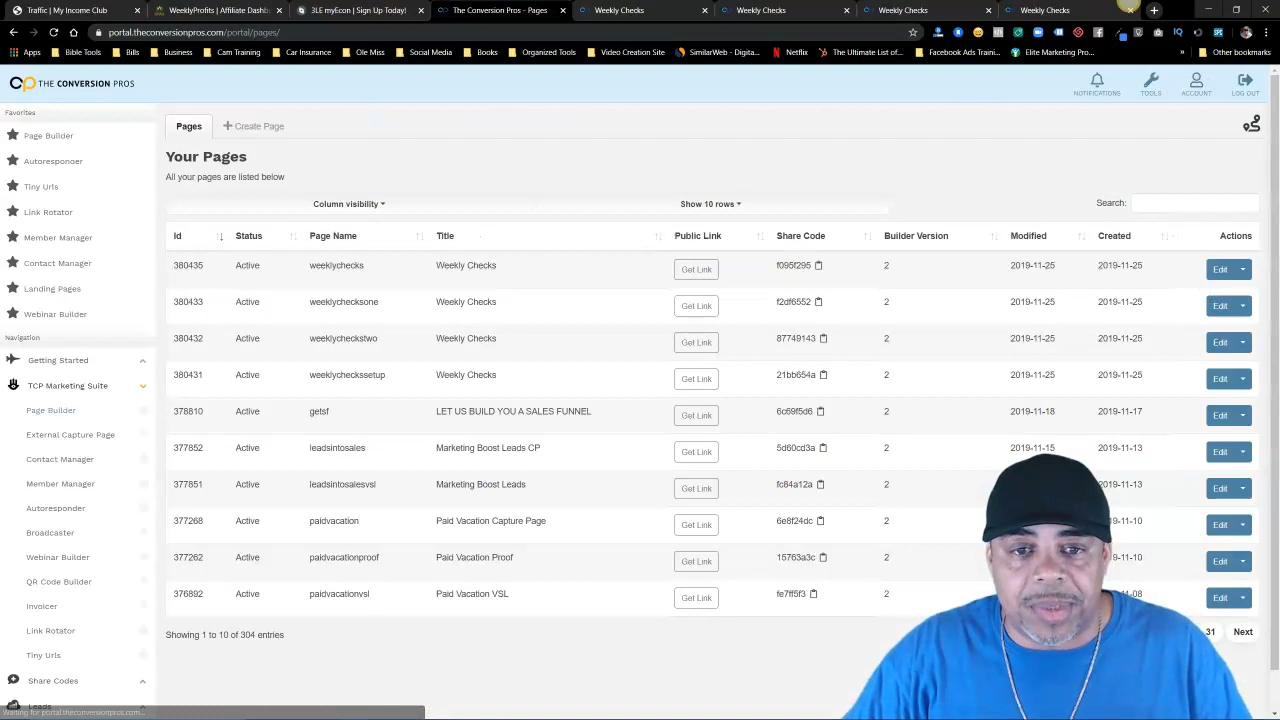 Traffic | My Income Club
WeeklyProfits | Affiliate Dashb
3LE myEcon | Sign Up Today!
The Conversion Pros - Pages
Weekly Checks
Weekly Checks
Weekly Checks
Weekly Checks
portal.theconversionpros.com/portal/pages/
Apps
Bible Tools
Bills
Business
Cam Training
Car Insurance
Ole Miss
Social Media
Books
Organized Tools
Video Creation Site
SimilarWeb - Digita...
Netflix
The Ultimate List of...
Facebook Ads Traini...
Elite Marketing Pro...
»
Other bookmarks
cp THE CONVERSION PROS
NOTIFICATIONS
TOOLS
ACCOUNT
LOG OUT
Favorites
Page Builder
Autoresponder
Tiny Urls
Link Rotator
Member Manager
Contact Manager
Landing Pages
Webinar Builder
Navigation
Getting Started
TCP Marketing Suite
Page Builder
External Capture Page
Contact Manager
Member Manager
Autoresponder
Broadcaster
Webinar Builder
QR Code Builder
Invoicer
Link Rotator
Tiny Urls
Share Codes
Leads
Waiting for portal.theconversionpros.com...
Pages + Create Page
Your Pages
All your pages are listed below
Column visibility Show 10 rows Search:
Id Status Page Name Title Public Link Share Code Builder Version Modified Created Actions
380435 Active weeklychecks Weekly Checks Get Link f095f295 2 2019-11-25 2019-11-25 Edit
380433 Active weeklychecksone Weekly Checks Get Link f2df6552 2 2019-11-25 2019-11-25 Edit
380432 Active weeklycheckstwo Weekly Checks Get Link 87749143 2 2019-11-25 2019-11-25 Edit
380431 Active weeklycheckssetup Weekly Checks Get Link 21bb654a 2 2019-11-25 2019-11-25 Edit
378810 Active getsf LET US BUILD YOU A SALES FUNNEL Get Link 6c69f5d6 2 2019-11-18 2019-11-17 Edit
377852 Active leadsintosales Marketing Boost Leads CP Get Link 5d60cd3a 2 2019-11-15 2019-11-13 Edit
377851 Active leadsintosalesvsl Marketing Boost Leads Get Link fc84a12a 2 -11-13 Edit
377268 Active paidvacation Paid Vacation Capture Page Get Link 6e8f24dc 2 9-11-10 Edit
377262 Active paidvacationproof Paid Vacation Proof Get Link f5763a3c 2 -11-10 Edit
376892 Active paidvacationvsl Paid Vacation VSL Get Link fe7ff5f3 2 -11-08 Edit
Showing 1 to 10 of 304 entries
31 Next